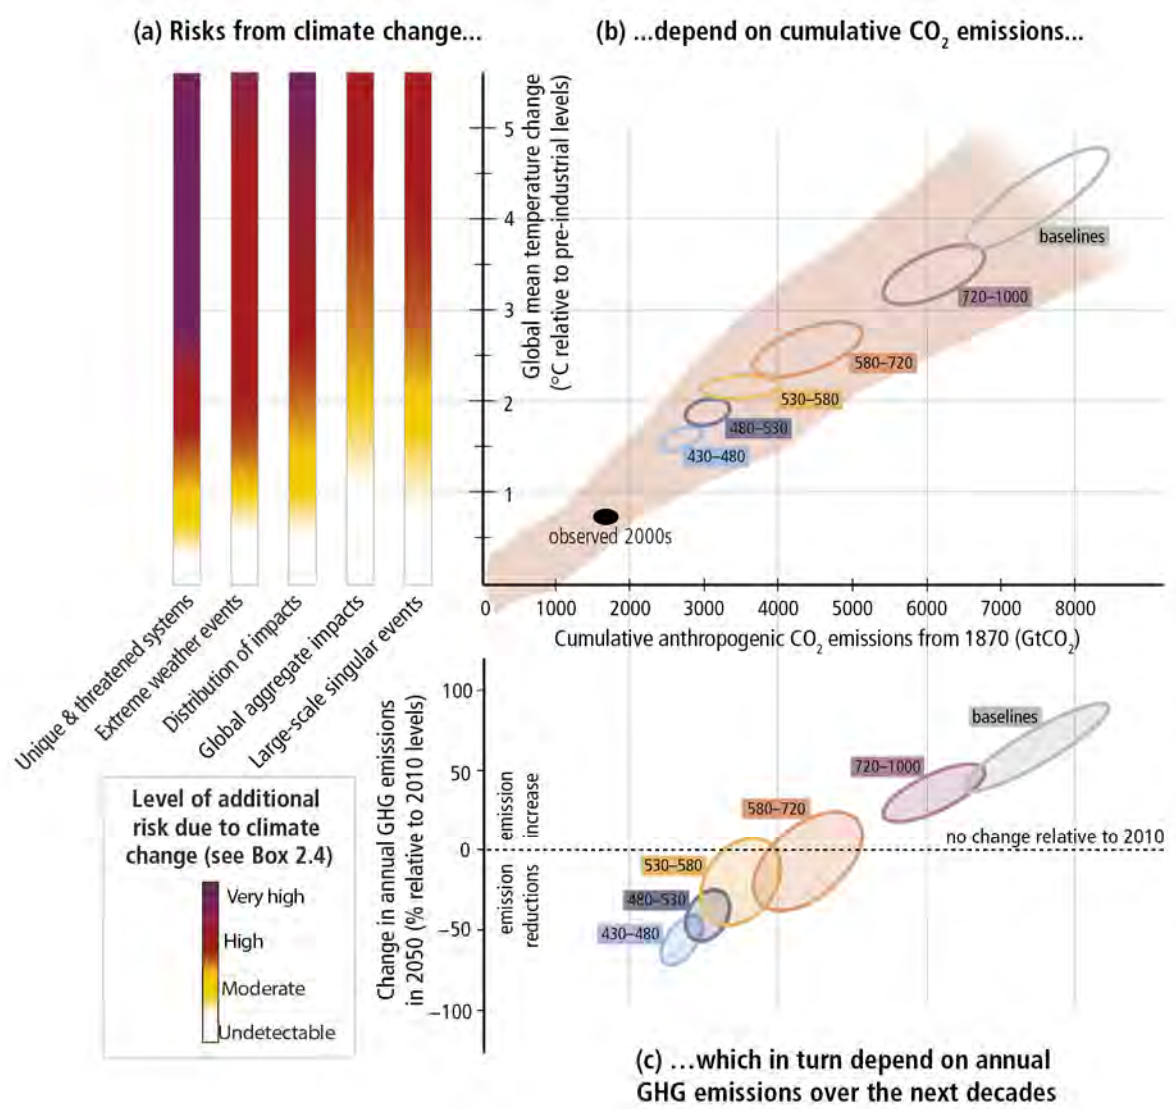 (a) Risks from climate change...
(b) ...depend on cumulative CO2 emissions...
Global mean temperature change
(°C relative to pre-industrial levels)
5
4
3
2
1
baselines
720–1000
580–720
530–580
480–530
430–480
observed 2000s
0 1000 2000 3000 4000 5000 6000 7000 8000
Cumulative anthropogenic CO2 emissions from 1870 (GtCO2)
Unique & threatened systems
Extreme weather events
Distribution of impacts
Global aggregate impacts
Large-scale singular events
Level of additional
risk due to climate
change (see Box 2.4)
Very high
High
Moderate
Undetectable
Change in annual GHG emissions
in 2050 (% relative to 2010 levels)
100
50
0
−50
−100
emission
increase
emission
reductions
baselines
720–1000
580–720
no change relative to 2010
530–580
480–530
430–480
(c) ...which in turn depend on annual
GHG emissions over the next decades